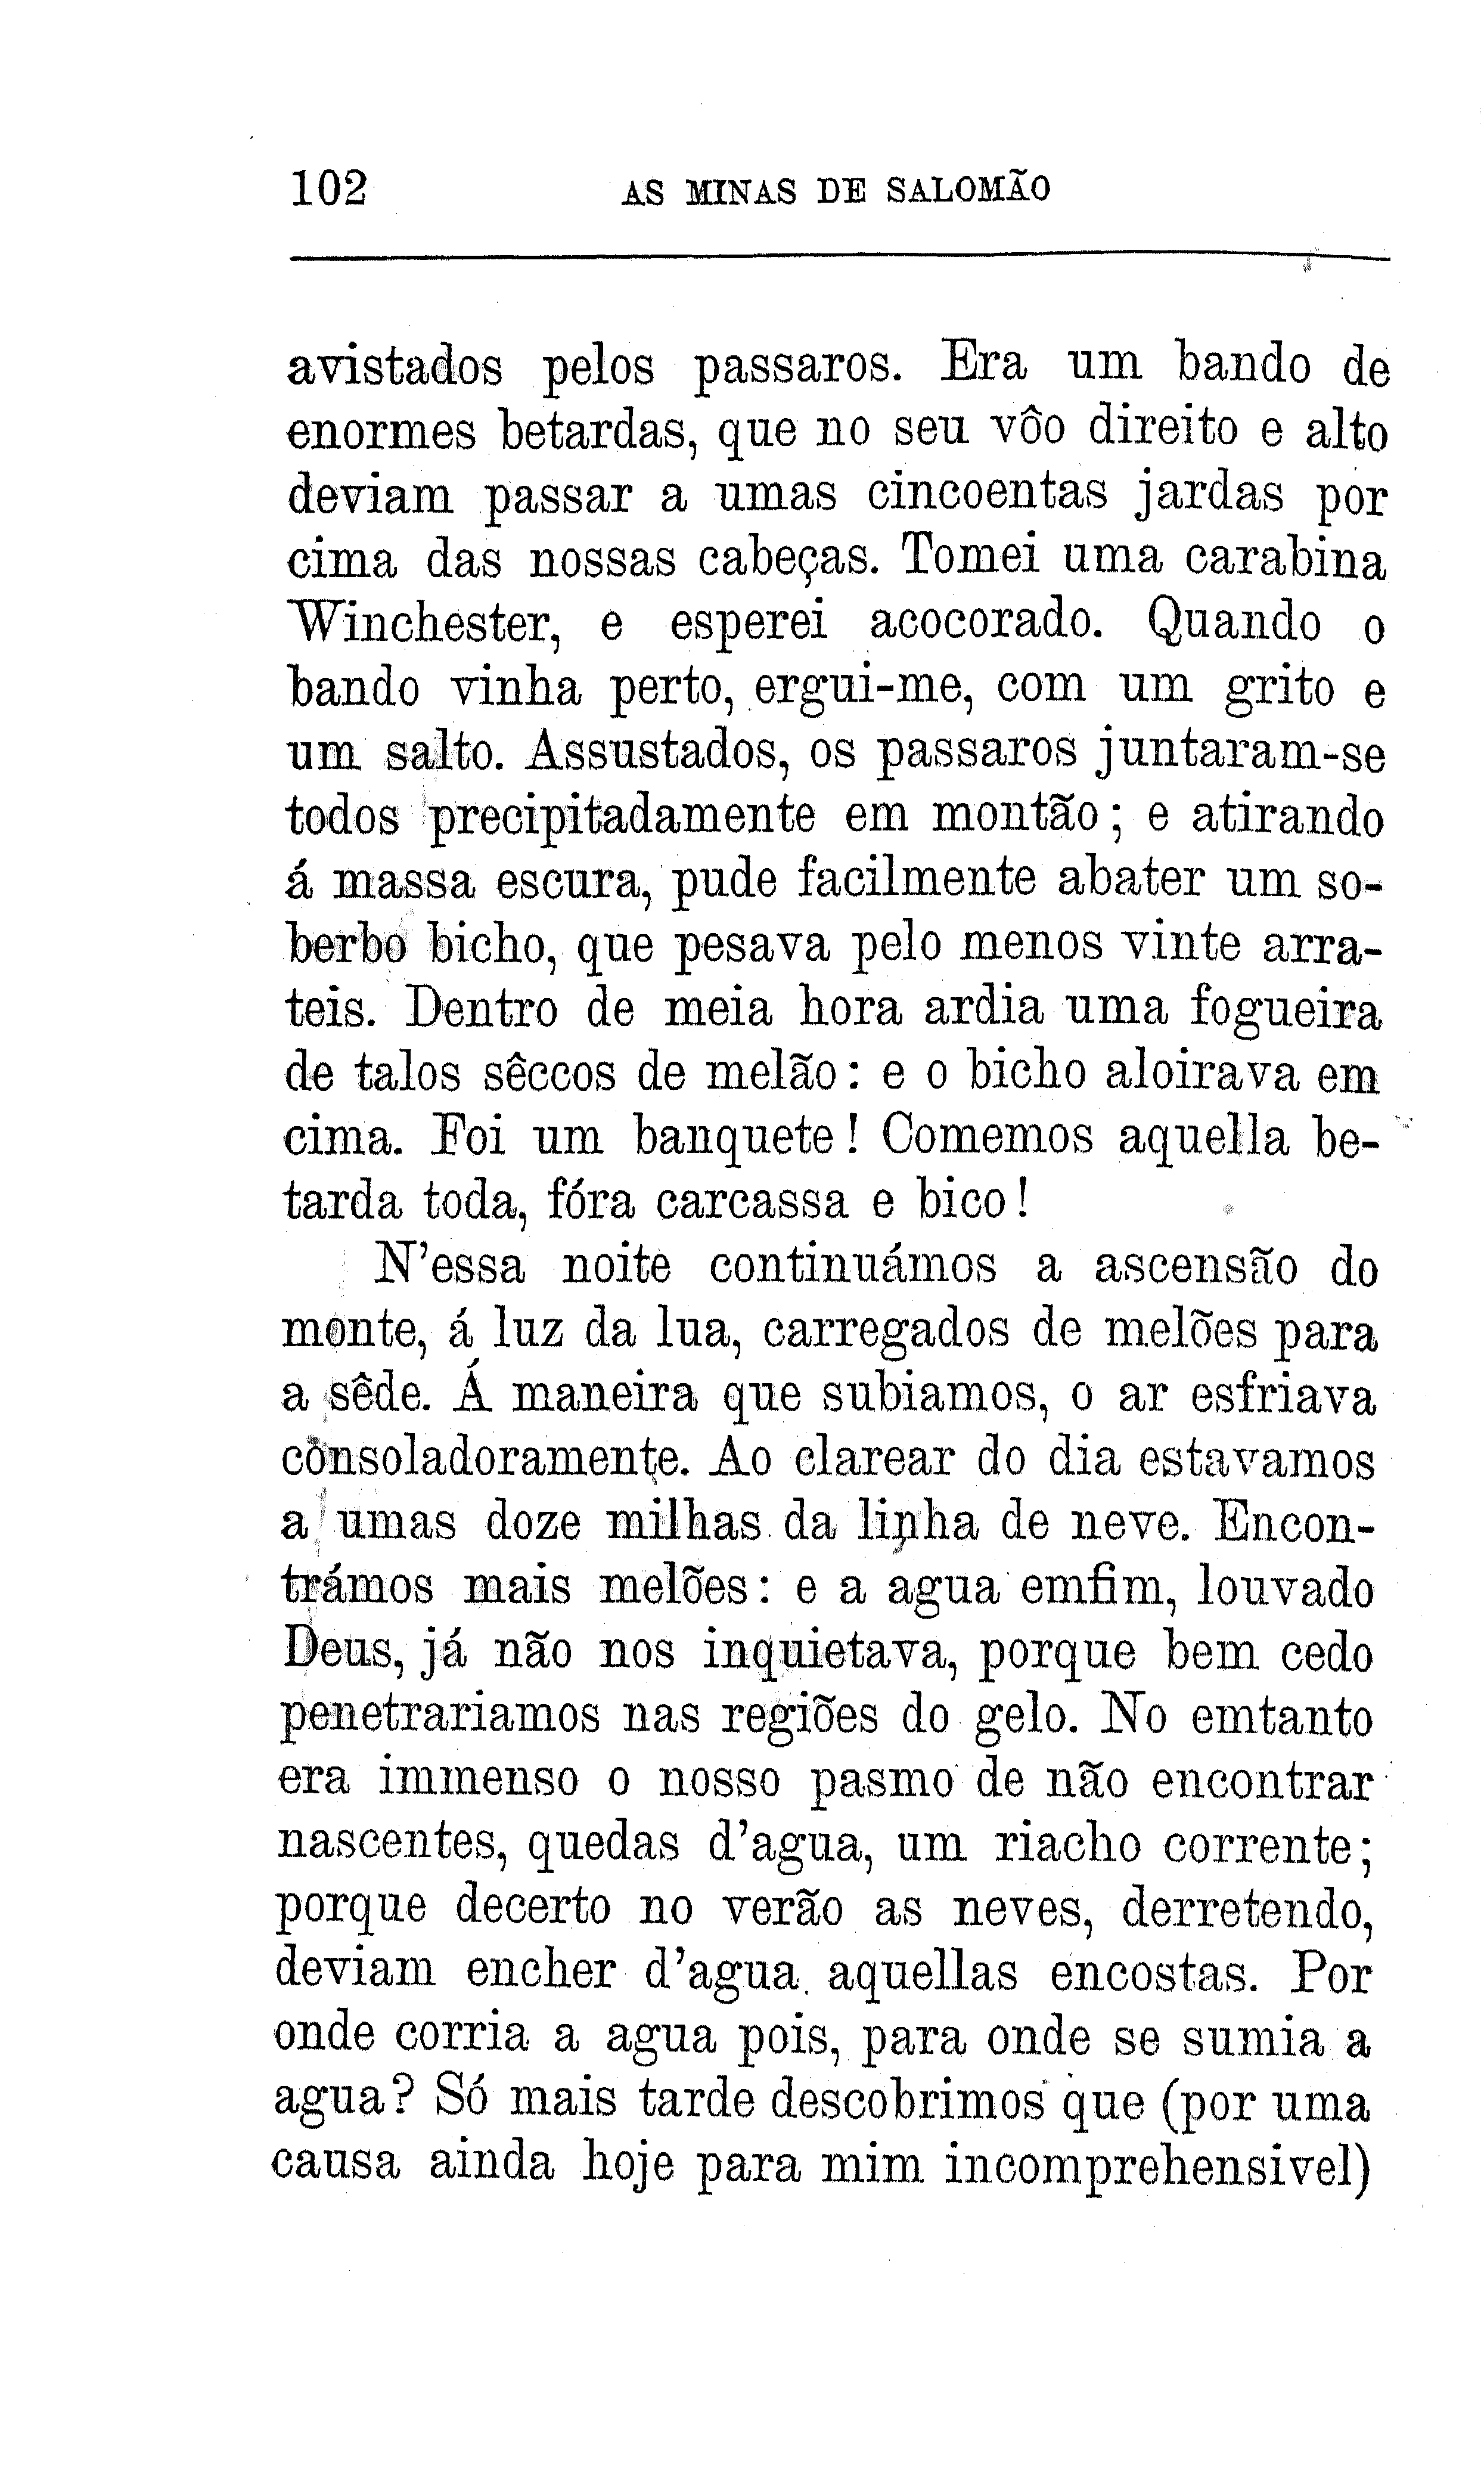 102 AS MINAS DE SALOMÃO
avistados pelos passaros. Era um bando de
enormes betardas, que no seu vôo direito e alto
deviam passar a umas cincoentas jardas por
cima das nossas cabeças. Tomei uma carabina
Winchester, e esperei acocorado. Quando o
bando vinha perto, ergui-me, com um grito e
um salto. Assustados, os passaros juntaram-se
todos precipitadamente em montão; e atirando
á massa escura, pude facilmente abater um so-
berbo bicho, que pesava pelo menos vinte arra-
teis. Dentro de meia hora ardia uma fogueira
de talos sêccos de melão: e o bicho aloirava em
cima. Foi um banquete! Comemos aquella be-
tarda toda, fóra carcassa e bico!
N'essa noite continuámos a ascensão do
monte, á luz da lua, carregados de melões para
a sêde. Á maneira que subiamos, o ar esfriava
consoladoramente. Ao clarear do dia estavamos
a umas doze milhas da linha de neve. Encon-
trámos mais melões: e a agua emfim, louvado
Deus, já não nos inquietava, porque bem cedo
penetrariamos nas regiões do gelo. No emtanto
era immenso o nosso pasmo de não encontrar
nascentes, quedas d'agua, um riacho corrente;
porque decerto no verão as neves, derretendo,
deviam encher d'agua aquellas encostas. Por
onde corria a agua pois, para onde se sumia a
agua? Só mais tarde descobrimos que (por uma
causa ainda hoje para mim incomprehensivel)